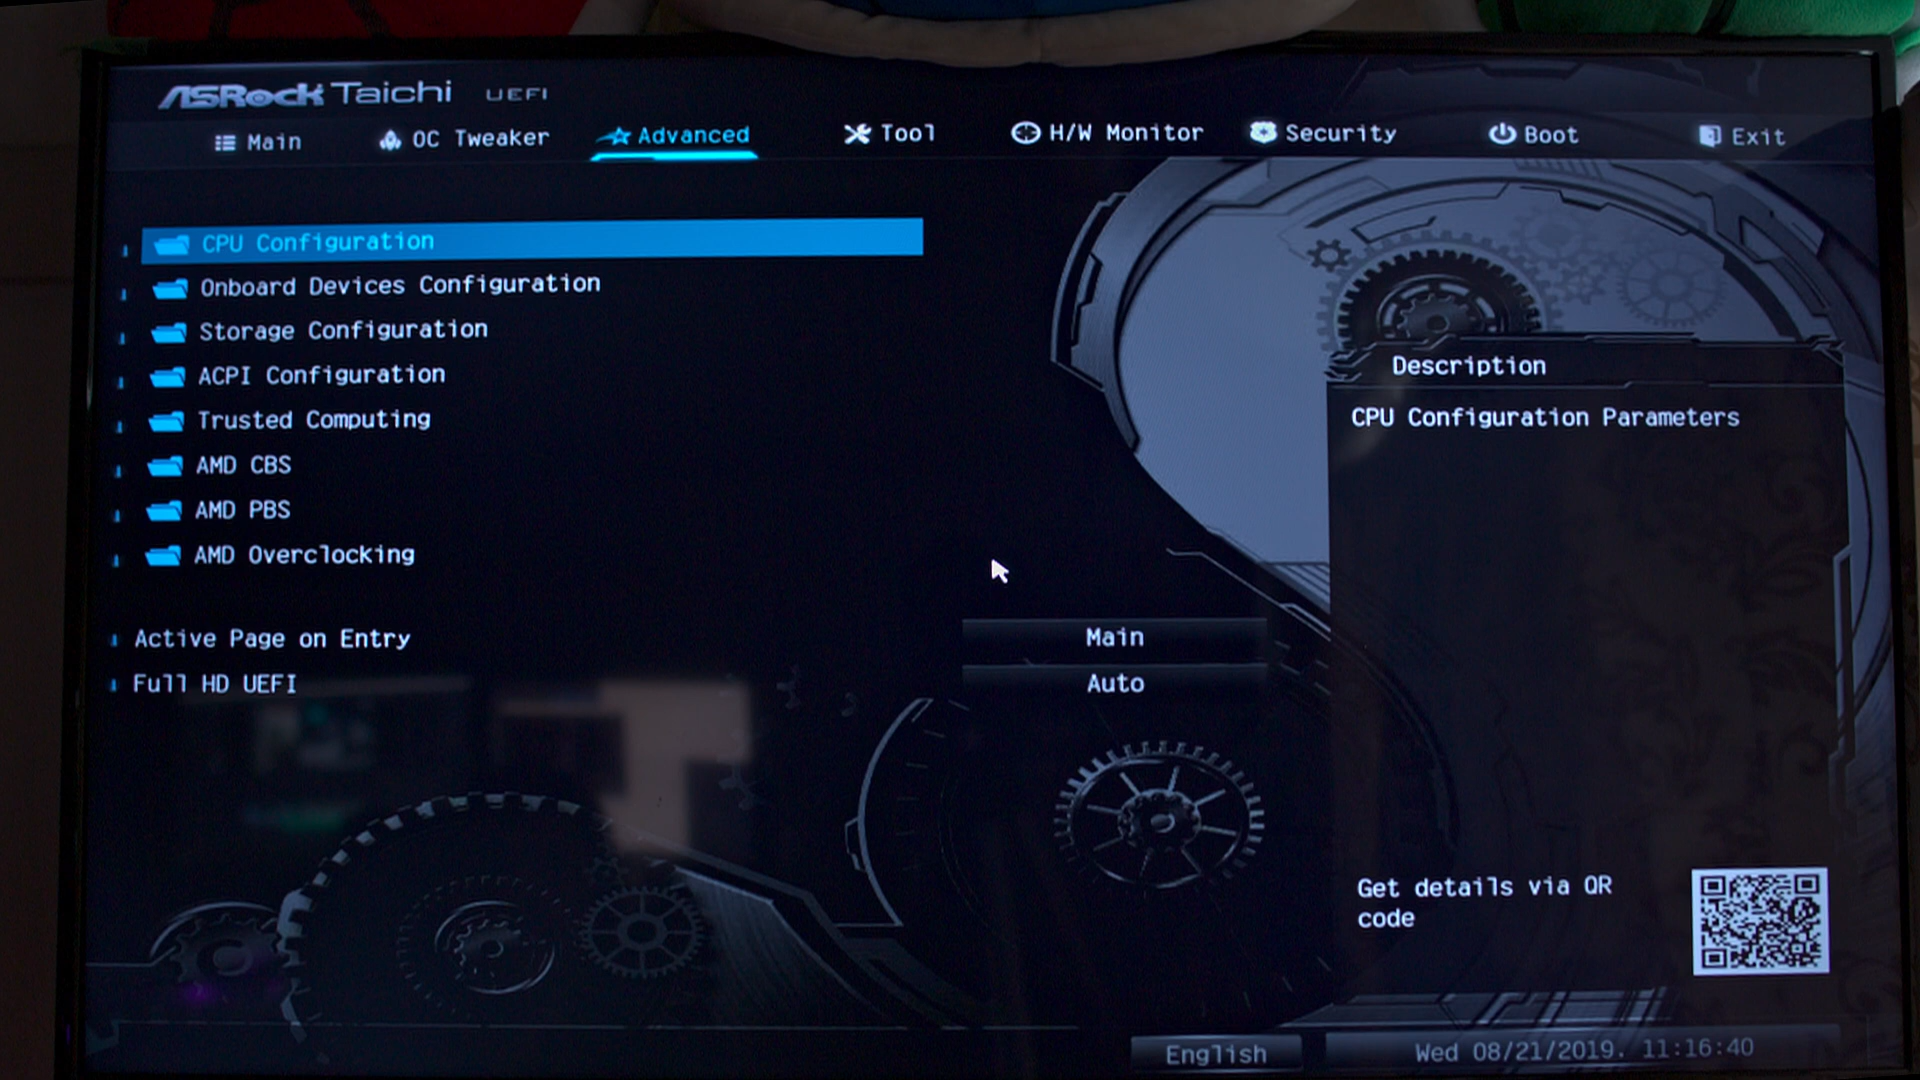 ASRock Taichi UEFI
Main OC Tweaker Advanced Tool H/W Monitor Security Boot Exit
CPU Configuration
Onboard Devices Configuration
Storage Configuration
ACPI Configuration
Trusted Computing
AMD CBS
AMD PBS
AMD Overclocking
Active Page on Entry Main
Full HD UEFI Auto
Description
CPU Configuration Parameters
Get details via QR
code
English Wed 08/21/2019. 11:16:40